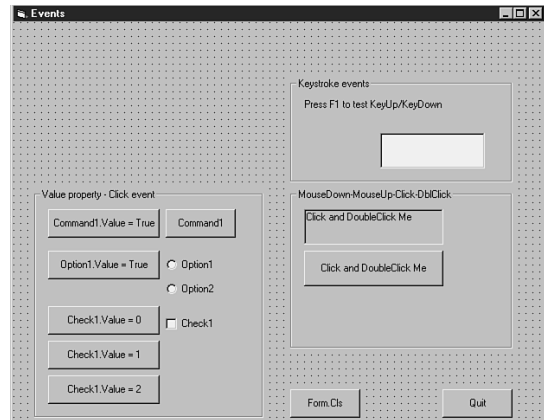 Events
Keystroke events
Press F1 to test KeyUp/KeyDown
Value property - Click event
Command1.Value = True
Command1
Option1.Value = True
Option1
Option2
Check1.Value = 0
Check1
Check1.Value = 1
Check1.Value = 2
MouseDown-MouseUp-Click-DblClick
Click and DoubleClick Me
Click and DoubleClick Me
Form.Cls
Quit